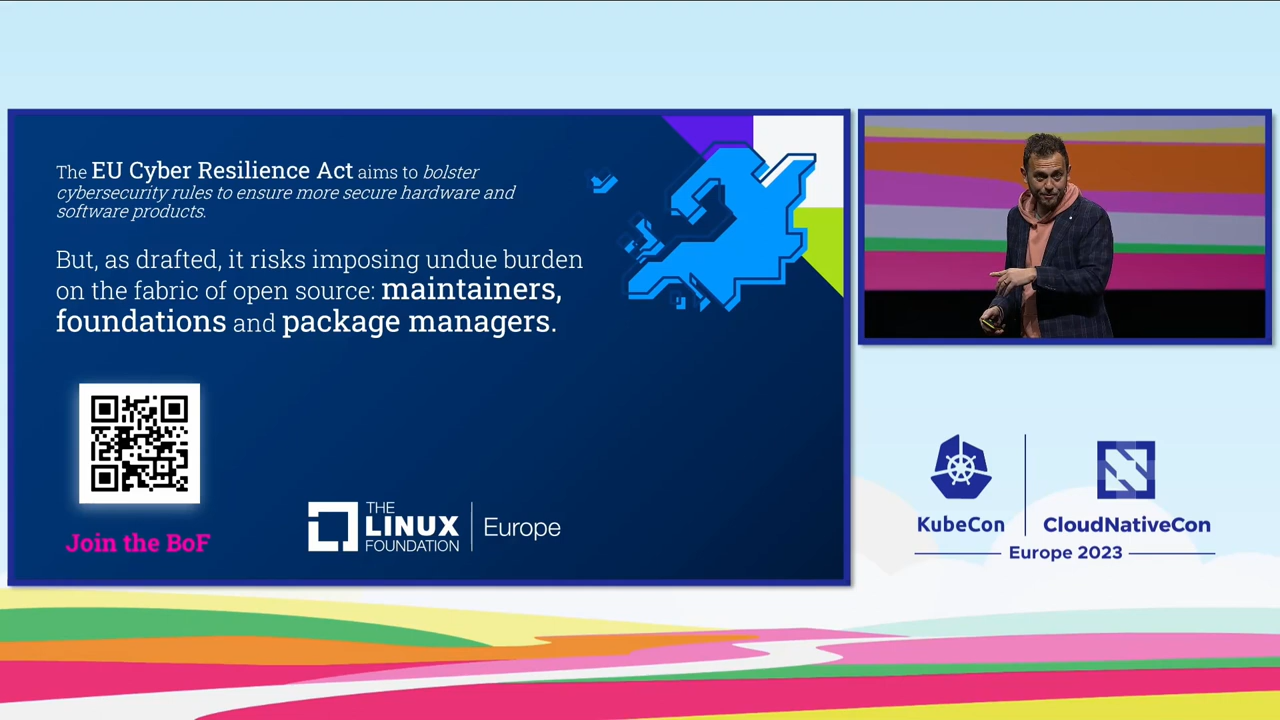 The EU Cyber Resilience Act aims to bolster
cybersecurity rules to ensure more secure hardware and
software products.
But, as drafted, it risks imposing undue burden
on the fabric of open source: maintainers,
foundations and package managers.
Join the BoF
THE
LINUX
FOUNDATION
Europe
KubeCon
CloudNativeCon
Europe 2023